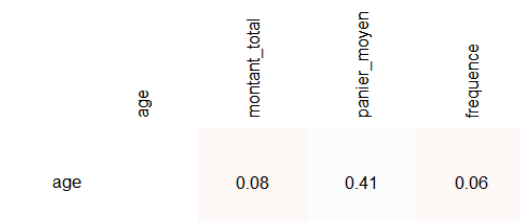 age montant_total panier_moyen frequence
age 0.08 0.41 0.06